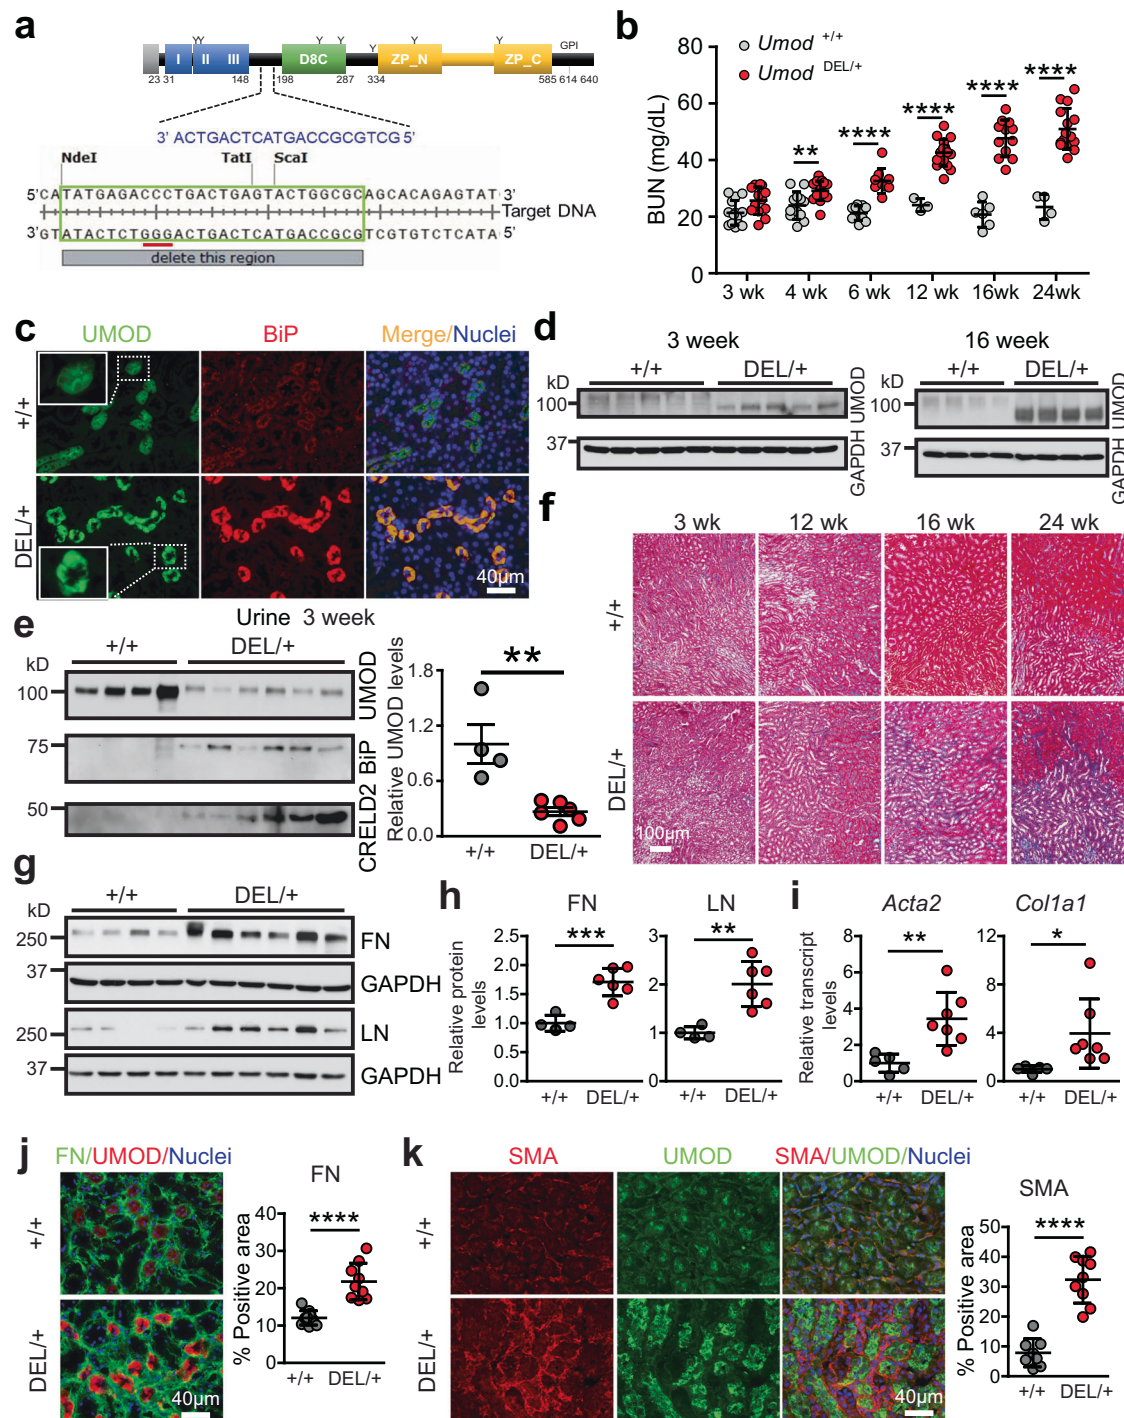 a
Y Y Y Y Y Y Y GPI
I II III D8C ZP_N ZP_C
23 31 148 198 287 334 585 614 640
3' ACTGACTCATGACCGCGTCG 5'
NdeI TatI ScaI
5'CATATGAGACCCTGACTGAGTACTGGCGCAGCACAGAGTAT 3'
Target DNA
3'GTATACTCTGGGACTGACTCATGACCGCGTCGTGTCTCATA 5'
delete this region
b
Umod +/+
Umod DEL/+
BUN (mg/dL)
80
60
40
20
0
** **** **** **** ****
3 wk 4 wk 6 wk 12 wk 16wk 24wk
c
UMOD BiP Merge/Nuclei
+/+
DEL/+
40µm
d
3 week 16 week
kD +/+ DEL/+ kD +/+ DEL/+
100 UMOD 100 UMOD
37 GAPDH 37 GAPDH
e
Urine 3 week
kD +/+ DEL/+
100 UMOD
75 BiP
50 CRELD2
Relative UMOD levels
1.8
1.2
0.6
0.0
**
+/+ DEL/+
f
3 wk 12 wk 16 wk 24 wk
+/+
DEL/+
100µm
g
kD +/+ DEL/+
250 FN
37 GAPDH
250 LN
37 GAPDH
h
FN LN
Relative protein levels
2.5
2.0
1.5
1.0
0.5
0.0
***
+/+ DEL/+
3
2
1
0
**
+/+ DEL/+
i
Acta2 Col1a1
Relative transcript levels
8
6
4
2
0
**
+/+ DEL/+
12
8
4
0
*
+/+ DEL/+
j
FN/UMOD/Nuclei
+/+
DEL/+
40µm
FN
% Positive area
40
30
20
10
0
****
+/+ DEL/+
k
SMA UMOD SMA/UMOD/Nuclei
+/+
DEL/+
40µm
SMA
% Positive area
50
40
30
20
10
0
****
+/+ DEL/+